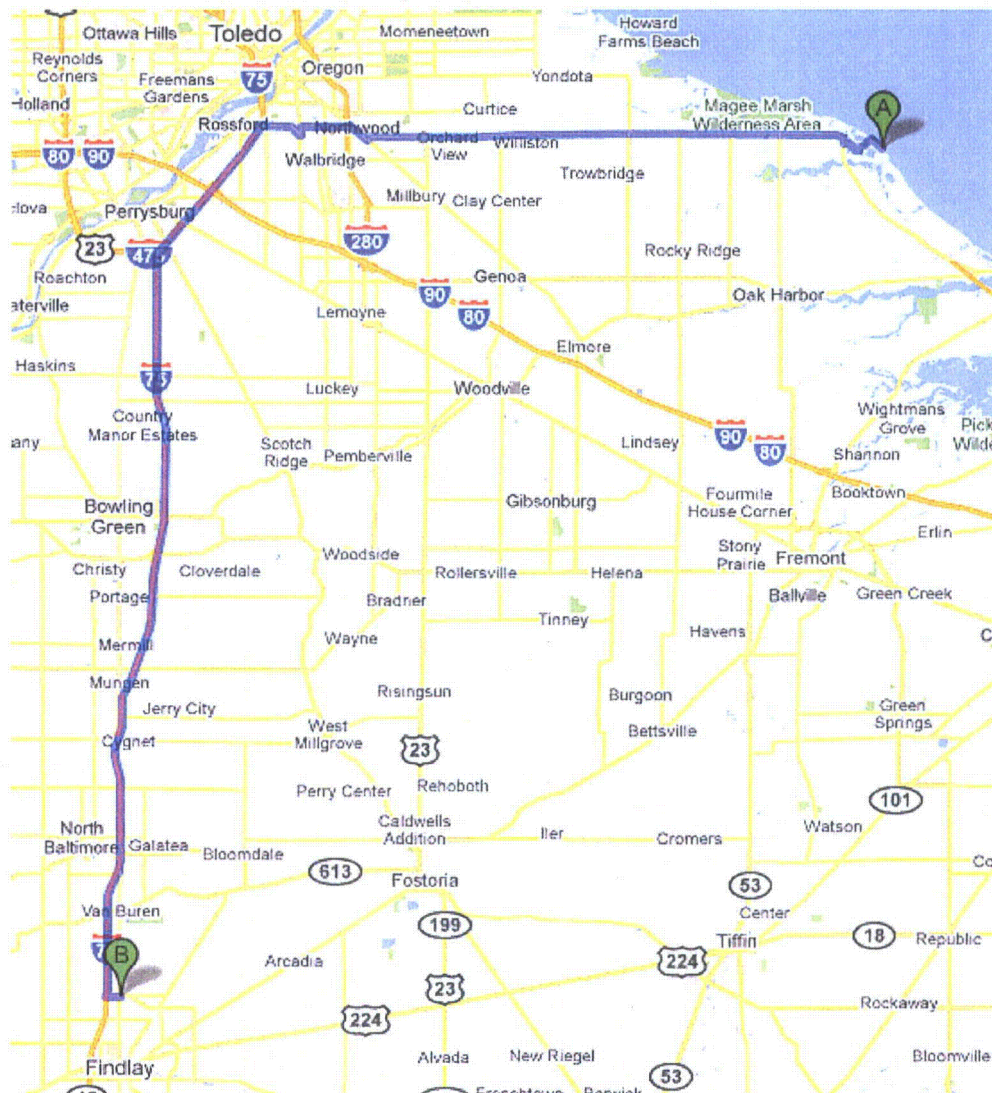 Howard
Farms Beach
Ottawa Hills
Toledo
Momeneetown
Reynolds
Corners
Oregon
Freemans
Gardens
75
Yondota
Holland
Curtice
Magee Marsh
Wilderness Area
A
Rossford
Northwood
Orchard
View
Williston
80
90
Walbridge
Trowbridge
Millbury
Clay Center
Perrysburg
23
475
280
Rocky Ridge
Roachton
Genoa
90
Oak Harbor
80
Lemoyne
Elmore
Haskins
75
Luckey
Woodville
Country
Manor Estates
Wightmans
Grove
Scotch
Ridge
Pemberville
Lindsey
90
80
Shannon
Bowling
Green
Gibsonburg
Fourmile
House Corner
Booktown
Erlin
Woodside
Stony
Prairie
Fremont
Christy
Cloverdale
Rollersville
Helena
Portage
Bradner
Ballville
Green Creek
Tinney
Mermill
Wayne
Havens
Mungen
Risingsun
Burgoon
Jerry City
Green
Springs
West
Millgrove
Bettsville
Cygnet
23
Perry Center
Rehoboth
101
North
Baltimore
Galatea
Bloomdale
Caldwells
Addition
Iler
Cromers
Watson
613
Fostoria
53
Van Buren
199
Center
Tiffin
18
Republic
B
Arcadia
224
23
Rockaway
224
Findlay
Alvada
New Riegel
53
Bloomville